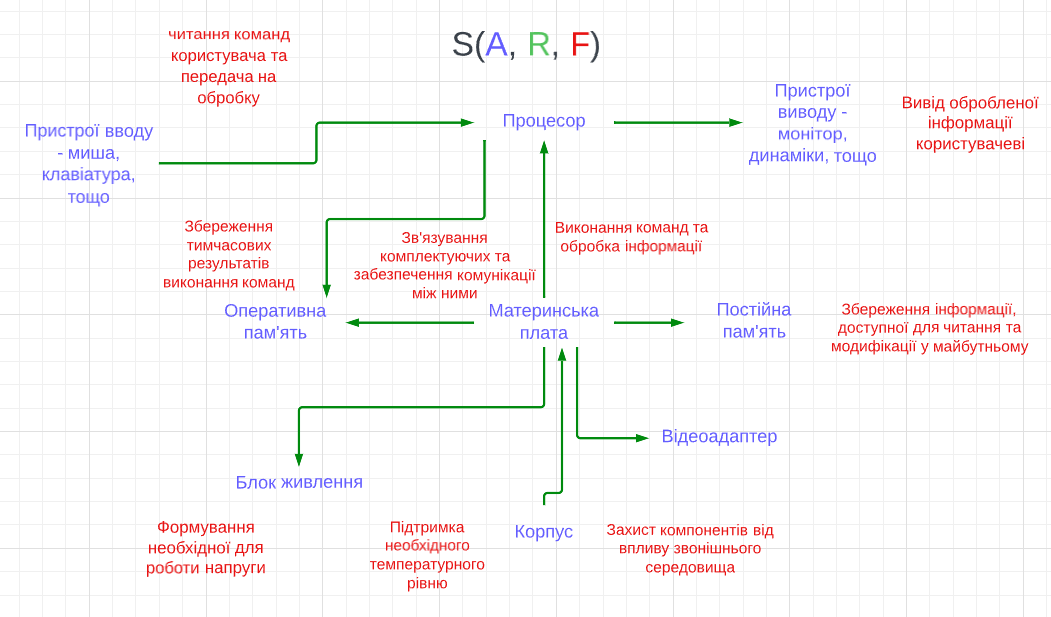 S(A, R, F)
читання команд
користувача та
передача на
обробку
Пристрої вводу
- миша,
клавіатура,
тощо
Процесор
Пристрої
виводу -
монітор,
динаміки, тощо
Вивід обробленої
інформації
користувачеві
Збереження
тимчасових
результатів
виконання команд
Зв'язування
комплектуючих та
забезпечення комунікації
між ними
Виконання команд та
обробка інформації
Оперативна
пам'ять
Материнська
плата
Постійна
пам'ять
Збереження інформації,
доступної для читання та
модифікації у майбутньому
Відеоадаптер
Блок живлення
Формування
необхідної для
роботи напруги
Підтримка
необхідного
температурного
рівню
Корпус
Захист компонентів від
впливу звонішнього
середовища